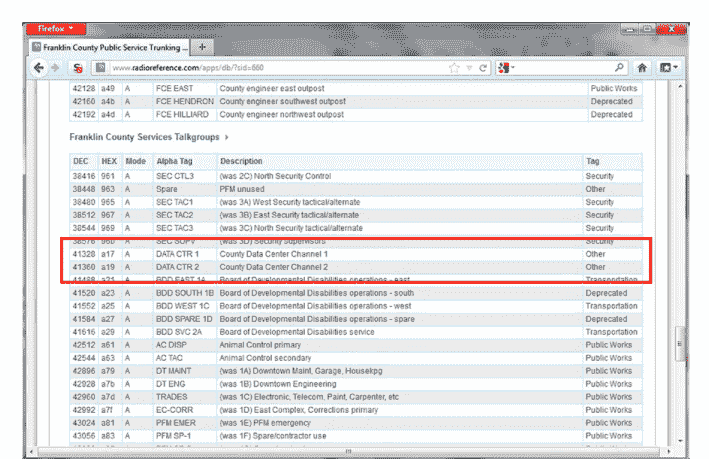 Firefox
Franklin County Public Service Trunking ...
www.radioreference.com/apps/db/?sid=660
42128 a49 A FCE EAST County engineer east outpost Public Works
42160 a4b A FCE HENDRON County engineer southwest outpost Deprecated
42192 a4d A FCE HILLIARD County engineer northwest outpost Deprecated
Franklin County Services Talkgroups
DEC HEX Mode Alpha Tag Description Tag
38416 961 A SEC CTL3 (was 2C) North Security Control Security
38448 963 A Spare PFM unused Other
38480 965 A SEC TAC1 (was 3A) West Security tactical/alternate Security
38512 967 A SEC TAC2 (was 3B) East Security tactical/alternate Security
38544 969 A SEC TAC3 (was 3C) North Security tactical/alternate Security
38576 96b A SEC SUPV (was 3D) Security Supervisors Security
41328 a17 A DATA CTR 1 County Data Center Channel 1 Other
41360 a19 A DATA CTR 2 County Data Center Channel 2 Other
41488 a21 A BDD EAST 1A Board of Developmental Disabilities operations - east Transportation
41520 a23 A BDD SOUTH 1B Board of Developmental Disabilities operations - south Deprecated
41552 a25 A BDD WEST 1C Board of Developmental Disabilities operations - west Transportation
41584 a27 A BDD SPARE 1D Board of Developmental Disabilities operations - spare Deprecated
41616 a29 A BDD SVC 2A Board of Developmental Disabilities service Transportation
42512 a61 A AC DISP Animal Control primary Public Works
42544 a63 A AC TAC Animal Control secondary Public Works
42896 a79 A DT MAINT (was 1A) Downtown Maint, Garage, Housekpg Public Works
42928 a7b A DT ENG (was 1B) Downtown Engineering Public Works
42960 a7d A TRADES (was 1C) Electronic, Telecom, Paint, Carpenter, etc Public Works
42992 a7f A EC-CORR (was 1D) East Complex, Corrections primary Public Works
43024 a81 A PFM EMER (was 1E) PFM emergency Public Works
43056 a83 A PFM SP-1 (was 1F) Spare/contractor use Public Works